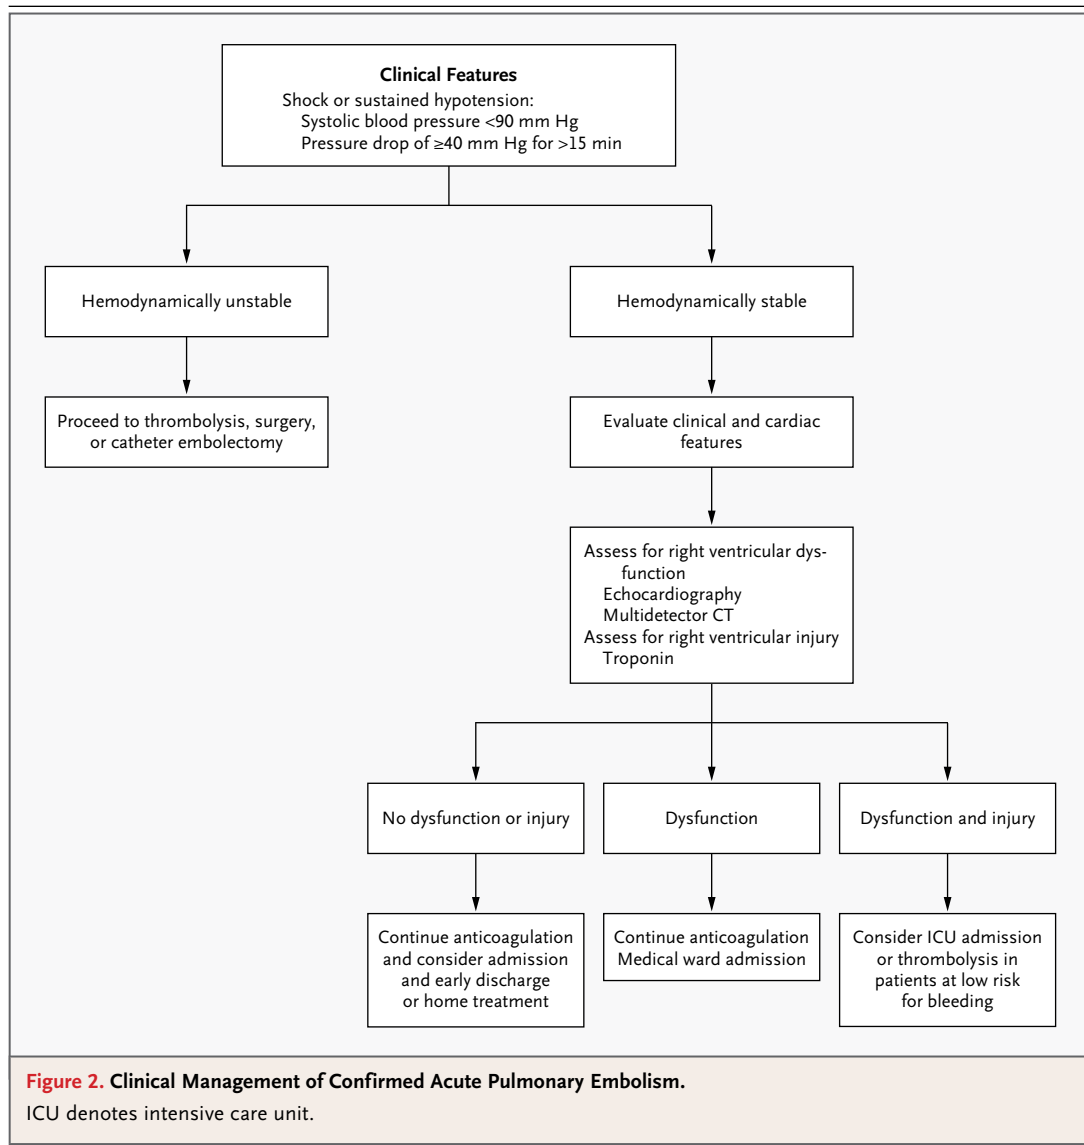 Clinical Features
Shock or sustained hypotension:
Systolic blood pressure <90 mm Hg
Pressure drop of ≥40 mm Hg for >15 min
Hemodynamically unstable
Hemodynamically stable
Proceed to thrombolysis, surgery,
or catheter embolectomy
Evaluate clinical and cardiac
features
Assess for right ventricular dys-
function
Echocardiography
Multidetector CT
Assess for right ventricular injury
Troponin
No dysfunction or injury
Dysfunction
Dysfunction and injury
Continue anticoagulation
and consider admission
and early discharge
or home treatment
Continue anticoagulation
Medical ward admission
Consider ICU admission
or thrombolysis in
patients at low risk
for bleeding
Figure 2. Clinical Management of Confirmed Acute Pulmonary Embolism.
ICU denotes intensive care unit.